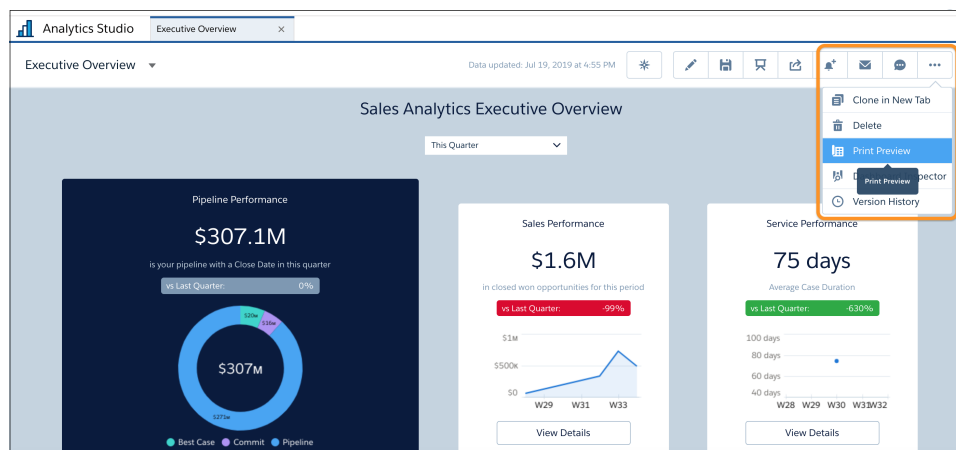 Analytics Studio
Executive Overview ×
Executive Overview
Data updated: Jul 19, 2019 at 4:55 PM
Clone in New Tab
Delete
Print Preview
Print Preview
pector
Version History
Sales Analytics Executive Overview
This Quarter
Pipeline Performance
$307.1M
is your pipeline with a Close Date in this quarter
vs Last Quarter: 0%
$20M
$16M
$307M
$271M
Best Case Commit Pipeline
Sales Performance
$1.6M
in closed won opportunities for this period
vs Last Quarter: -99%
$1M
$500K
$0
W29 W31 W33
View Details
Service Performance
75 days
Average Case Duration
vs Last Quarter: -630%
100 days
80 days
60 days
40 days
W28 W29 W30 W31 W32
View Details